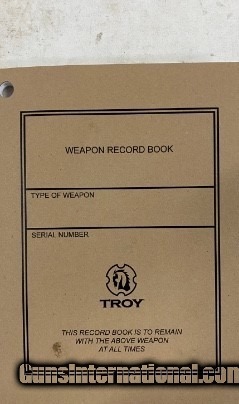 WEAPON RECORD BOOK
TYPE OF WEAPON
SERIAL NUMBER
TROY
THIS RECORD BOOK IS TO REMAIN
WITH THE ABOVE WEAPON
AT ALL TIMES
GunsInternational.com